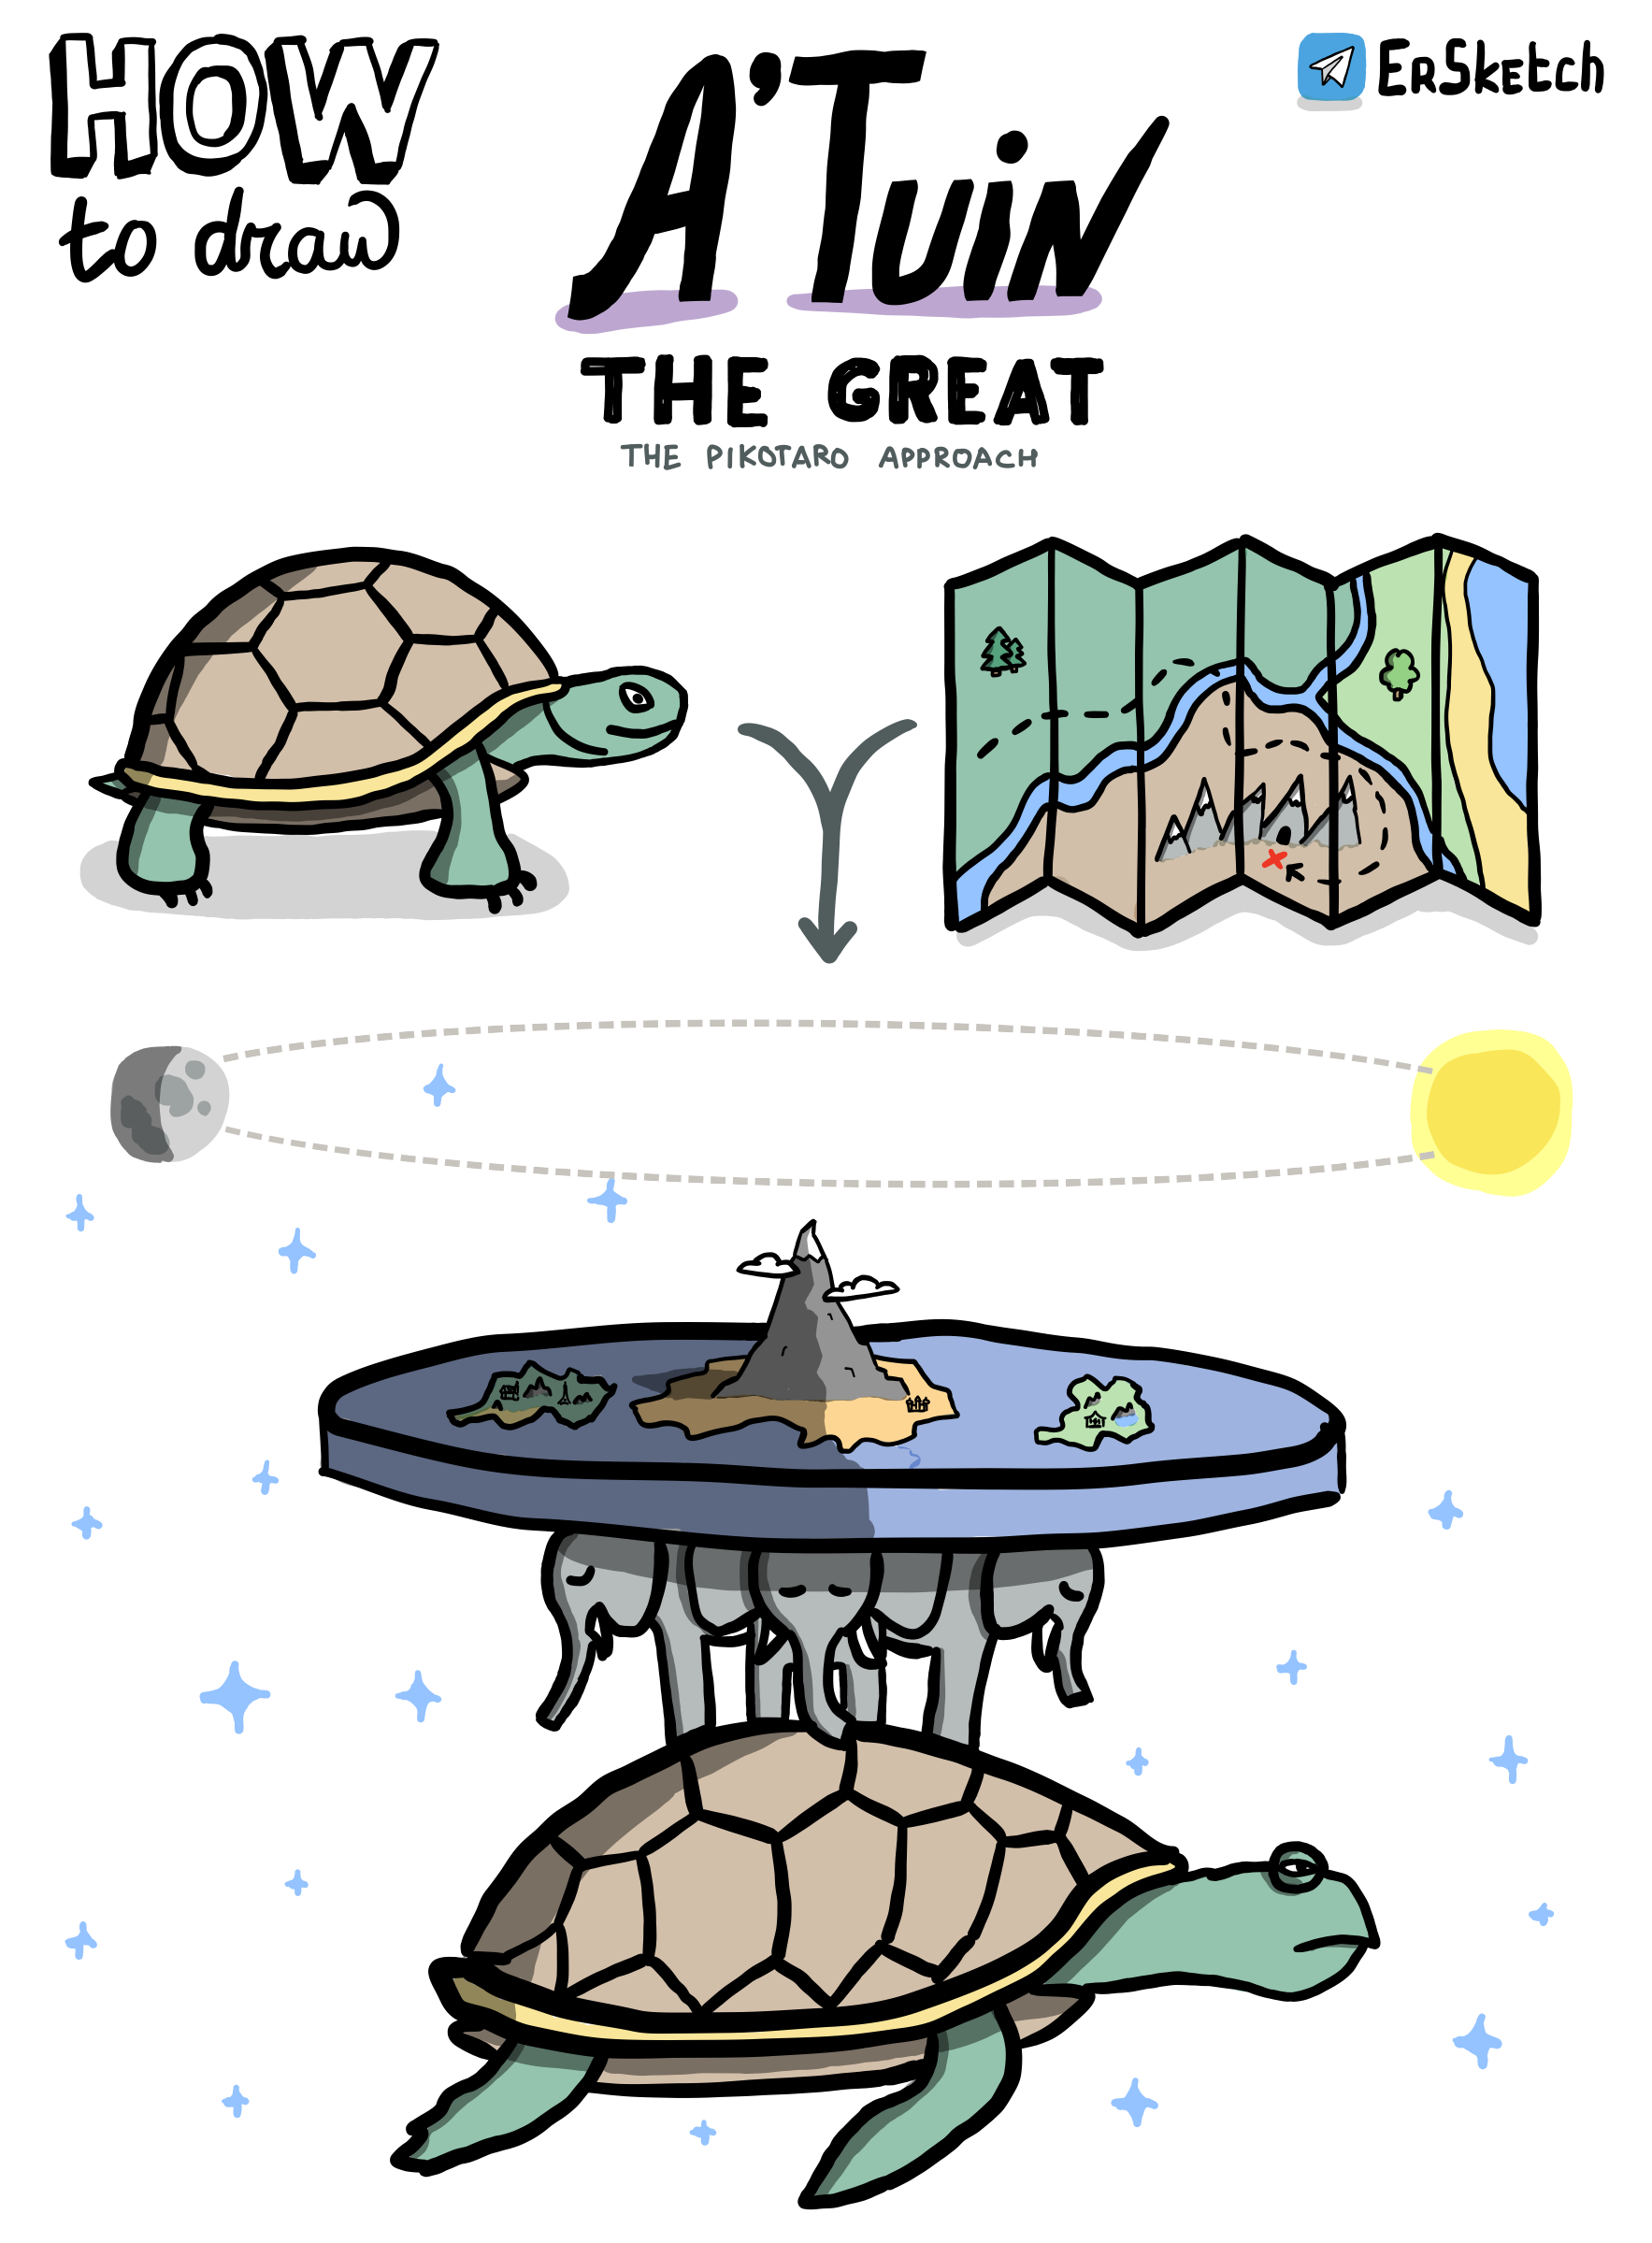 HOW
to draw
A'Tuin
THE GREAT
THE PIKOTARO APPROACH
ErSketch